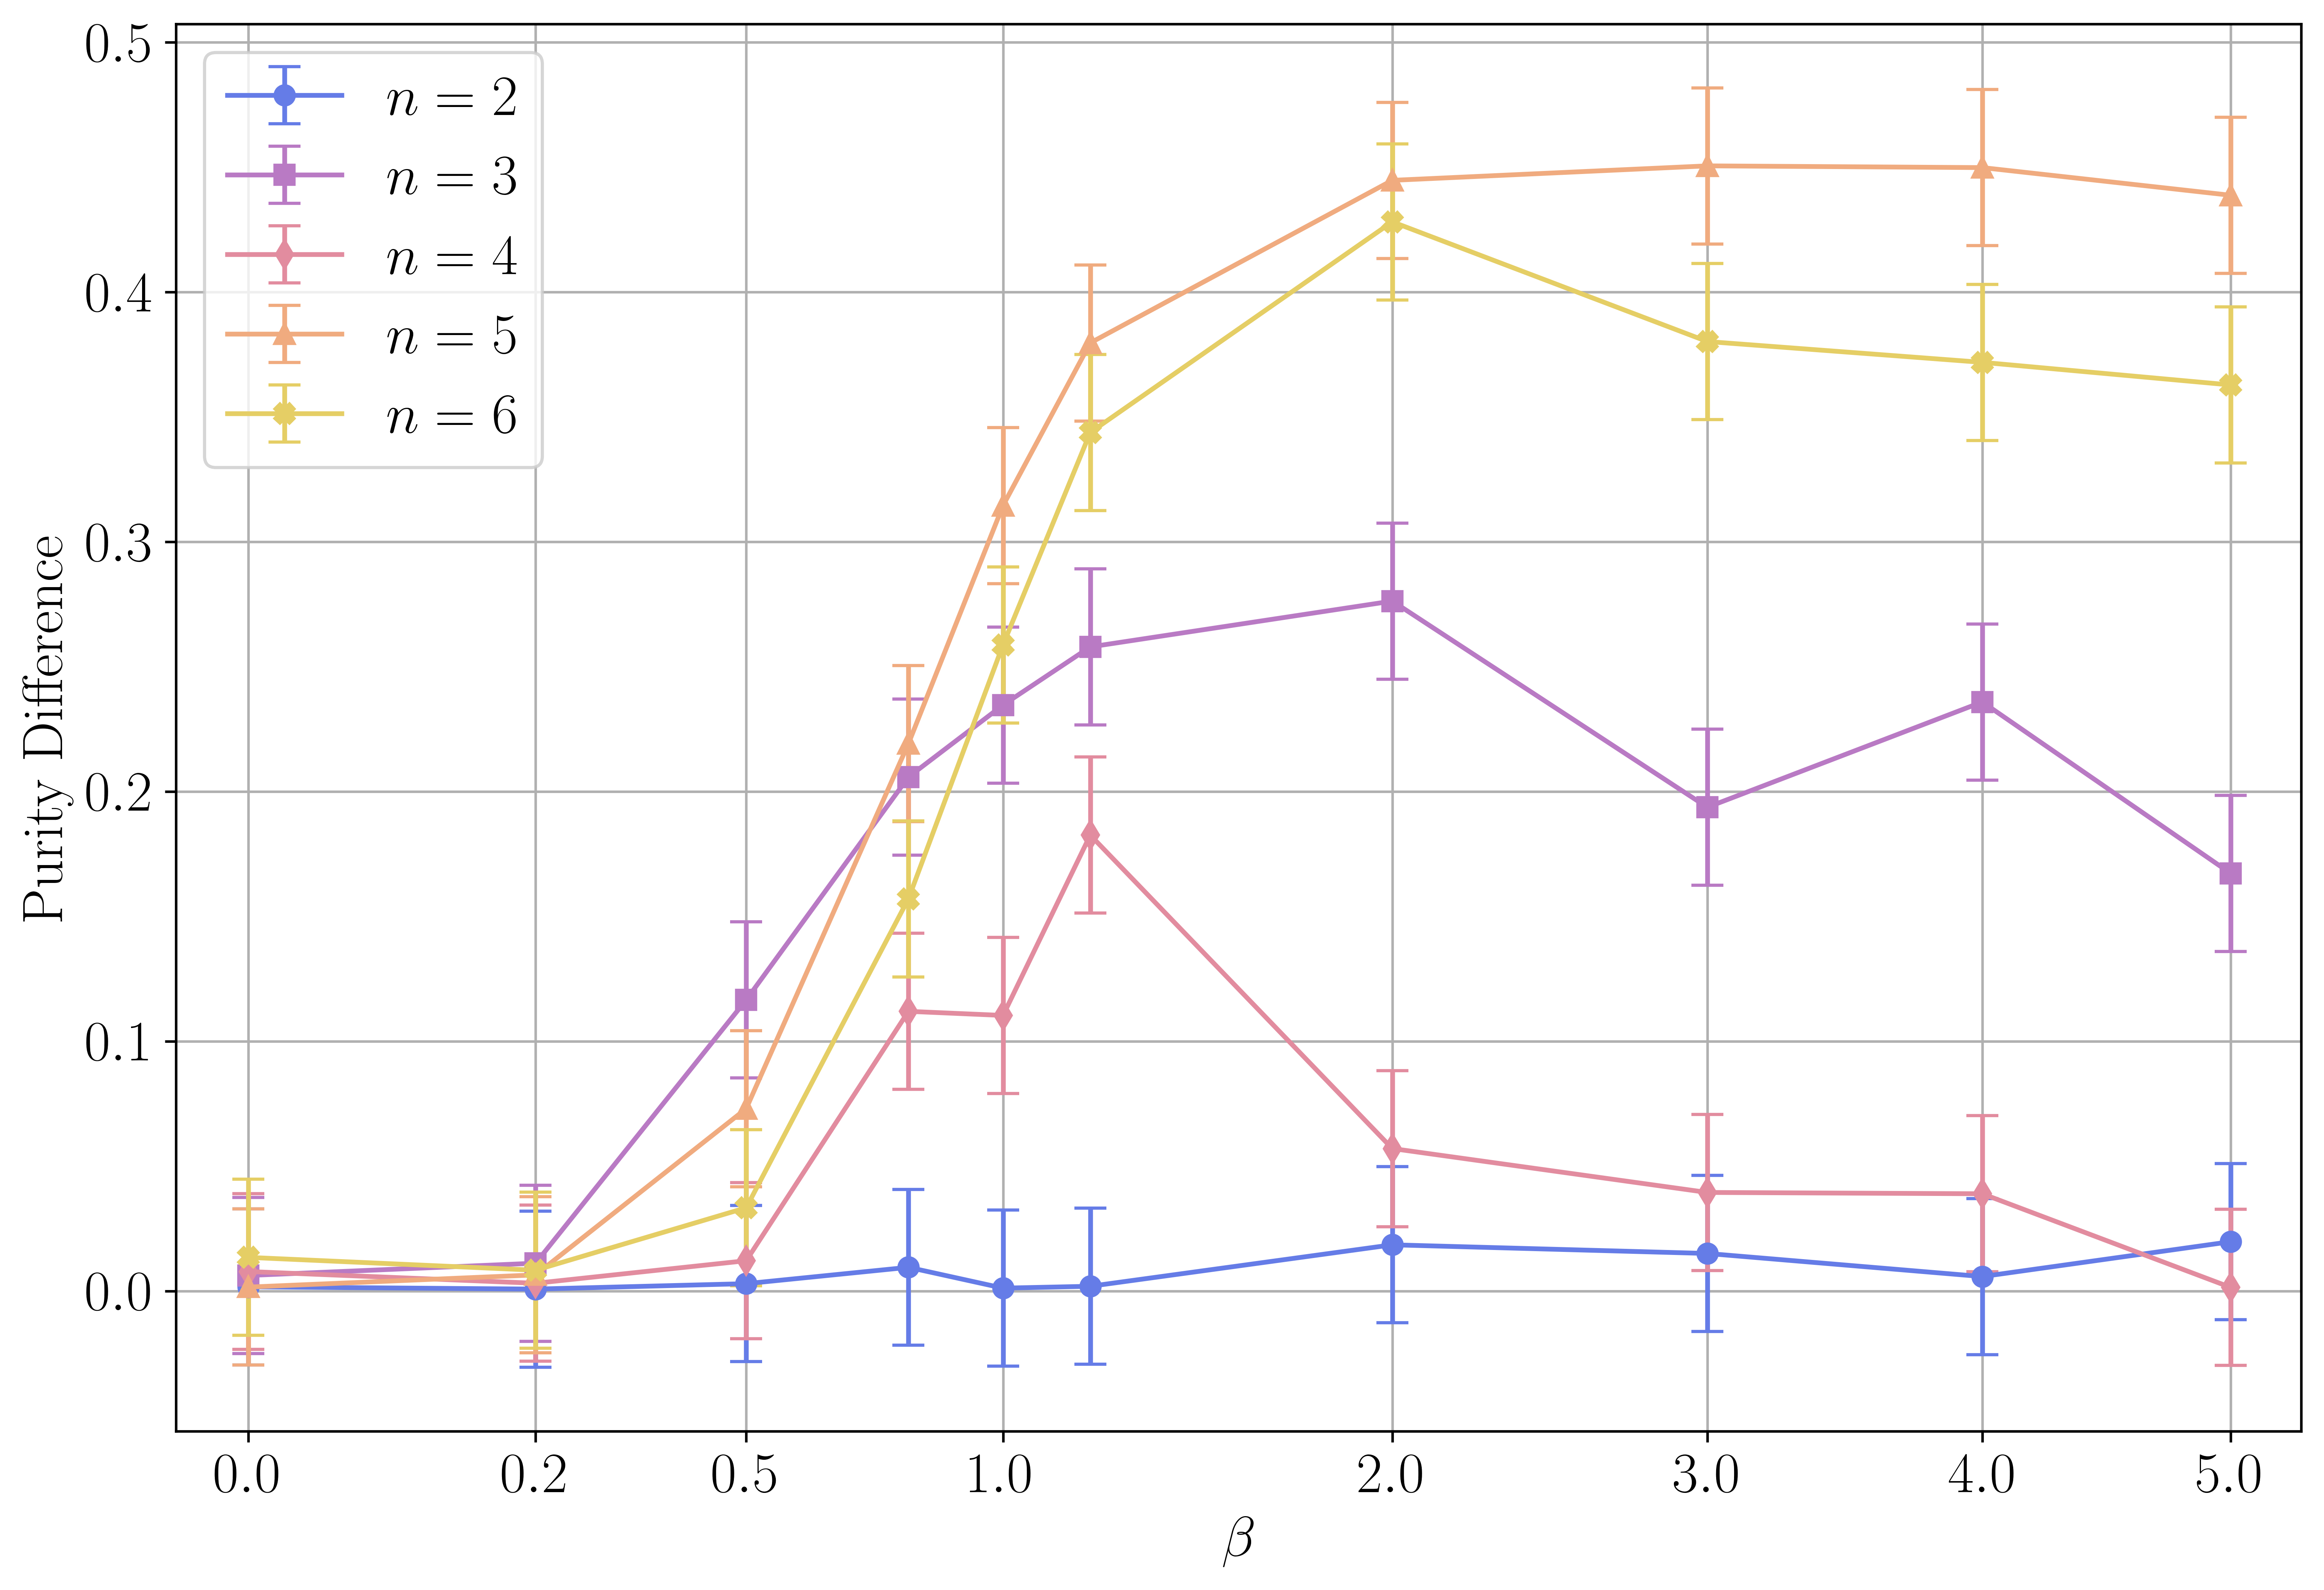 0.5
0.4
0.3
0.2
0.1
0.0
Purity Difference
n = 2
n = 3
n = 4
n = 5
n = 6
0.0 0.2 0.5 1.0 2.0 3.0 4.0 5.0
β